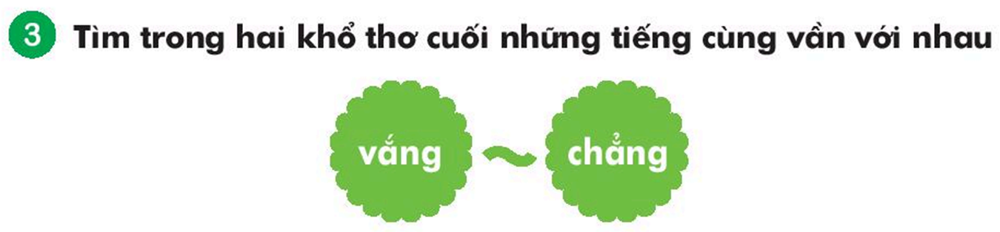 3 Tìm trong hai khổ thơ cuối những tiếng cùng vần với nhau
vắng ~ chẳng